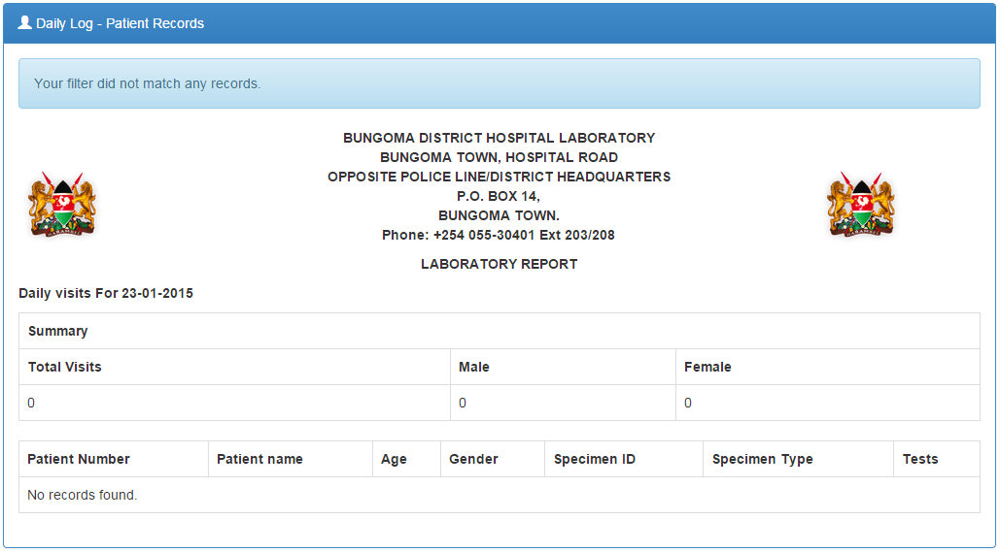 Daily Log - Patient Records
Your filter did not match any records.
BUNGOMA DISTRICT HOSPITAL LABORATORY
BUNGOMA TOWN, HOSPITAL ROAD
OPPOSITE POLICE LINE/DISTRICT HEADQUARTERS
P.O. BOX 14,
BUNGOMA TOWN.
Phone: +254 055-30401 Ext 203/208
LABORATORY REPORT
Daily visits For 23-01-2015
Summary
Total Visits Male Female
0 0 0
Patient Number Patient name Age Gender Specimen ID Specimen Type Tests
No records found.